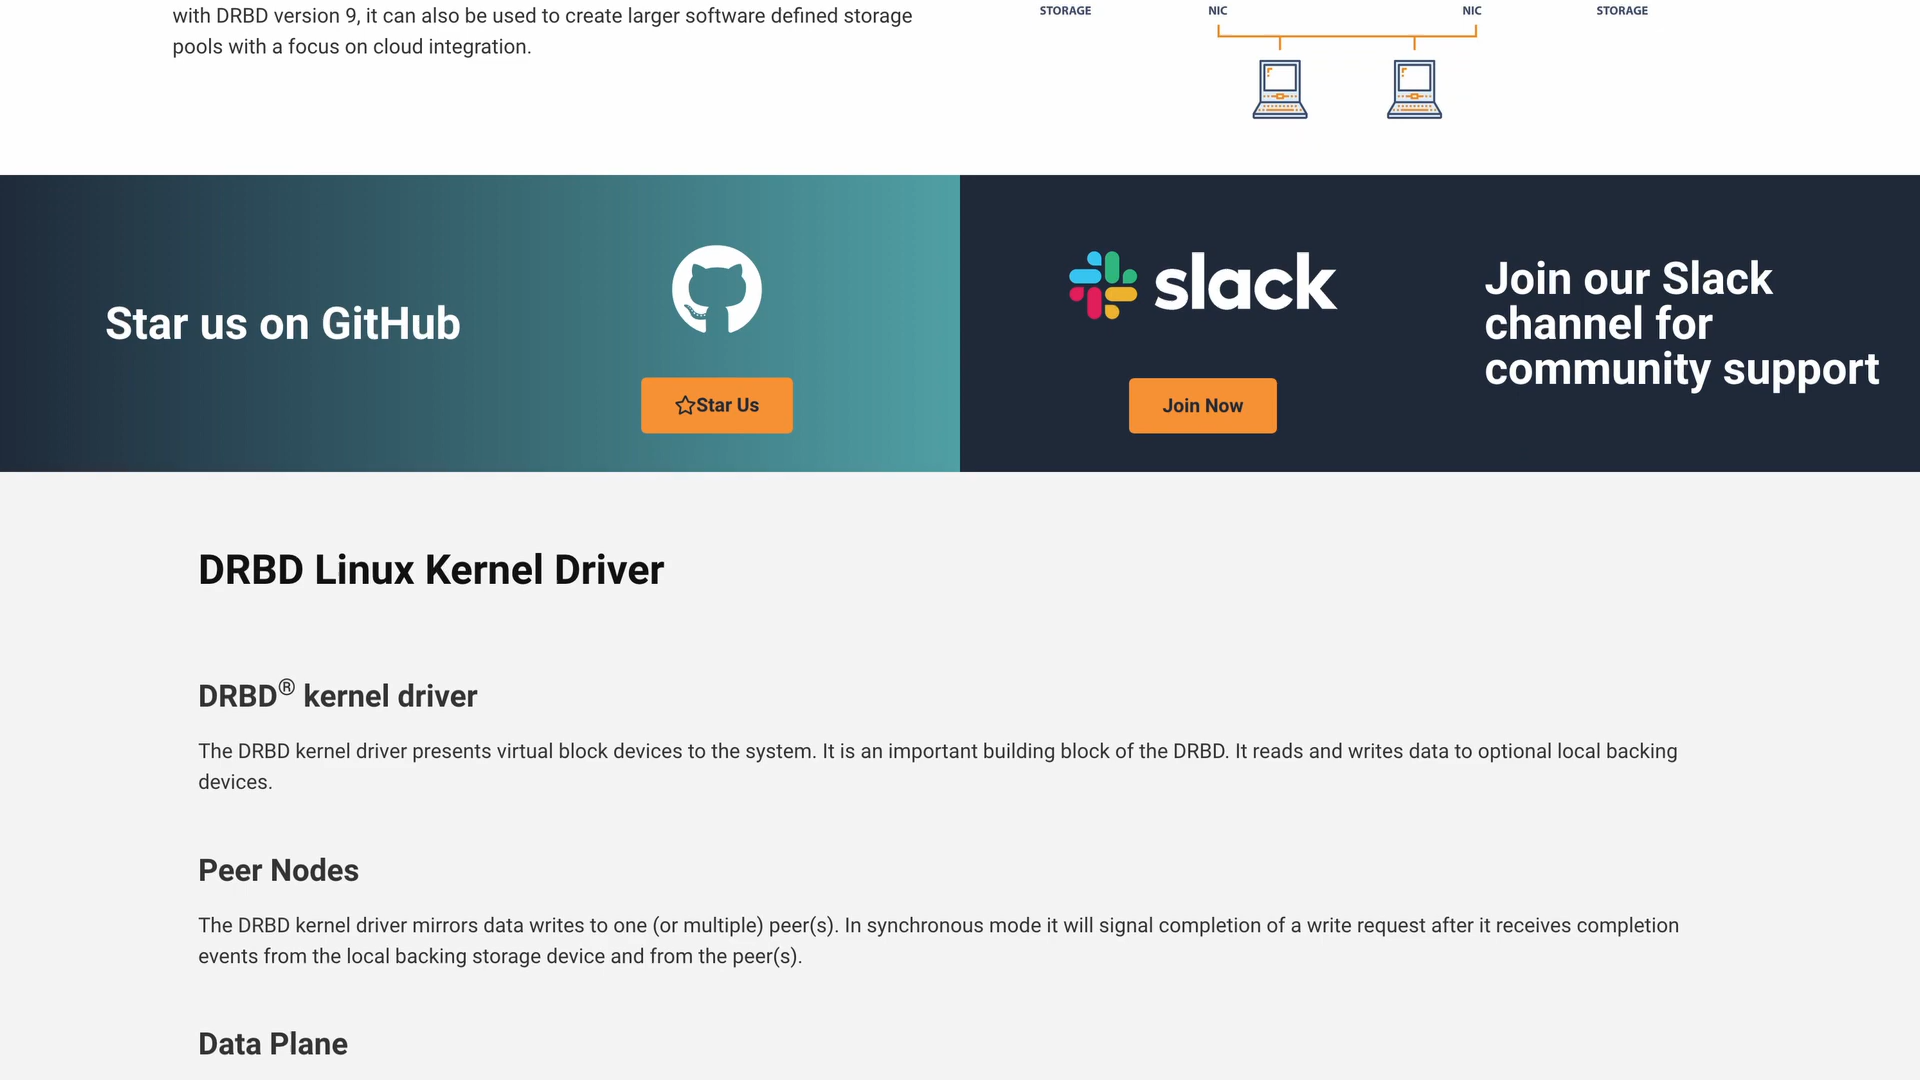 with DRBD version 9, it can also be used to create larger software defined storage
pools with a focus on cloud integration.
STORAGE
NIC
NIC
STORAGE
Star us on GitHub
Star Us
slack
Join Now
Join our Slack
channel for
community support
DRBD Linux Kernel Driver
DRBD® kernel driver
The DRBD kernel driver presents virtual block devices to the system. It is an important building block of the DRBD. It reads and writes data to optional local backing
devices.
Peer Nodes
The DRBD kernel driver mirrors data writes to one (or multiple) peer(s). In synchronous mode it will signal completion of a write request after it receives completion
events from the local backing storage device and from the peer(s).
Data Plane